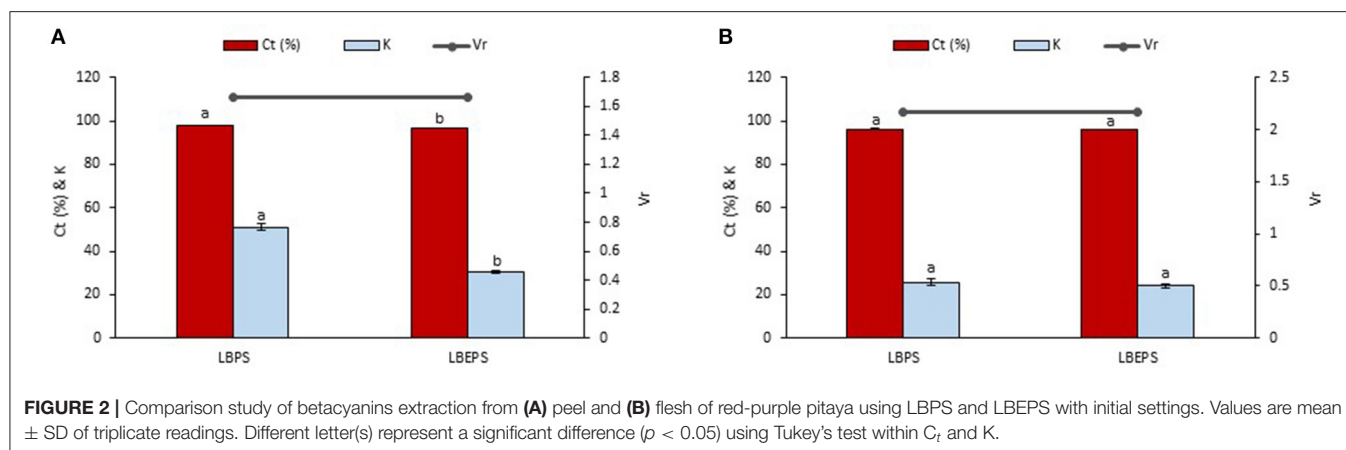 A
Ct (%) K Vr
120 1.8
a b
100 1.6
1.4
80 1.2
Ct (%) & K
60 1
Vr
a
0.8
40 0.6
b
0.4
20 0.2
0 0
LBPS LBEPS
B
Ct (%) K Vr
120 2.5
a a
100 2
80 1.5
Ct (%) & K
60
Vr
1
40
a a
20 0.5
0 0
LBPS LBEPS
FIGURE 2 | Comparison study of betacyanins extraction from (A) peel and (B) flesh of red-purple pitaya using LBPS and LBEPS with initial settings. Values are mean
± SD of triplicate readings. Different letter(s) represent a significant difference (p < 0.05) using Tukey's test within Ct and K.